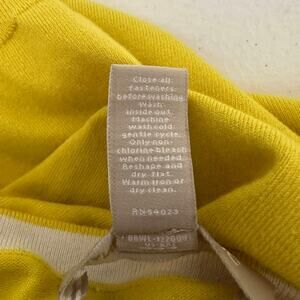 Close all
fasteners
before washing.
Wash
inside out.
Machine
wash cold
gentle cycle.
Only non-
chlorine bleach
when needed.
Reshape and
dry flat.
Warm iron or
dry clean.
RN54023